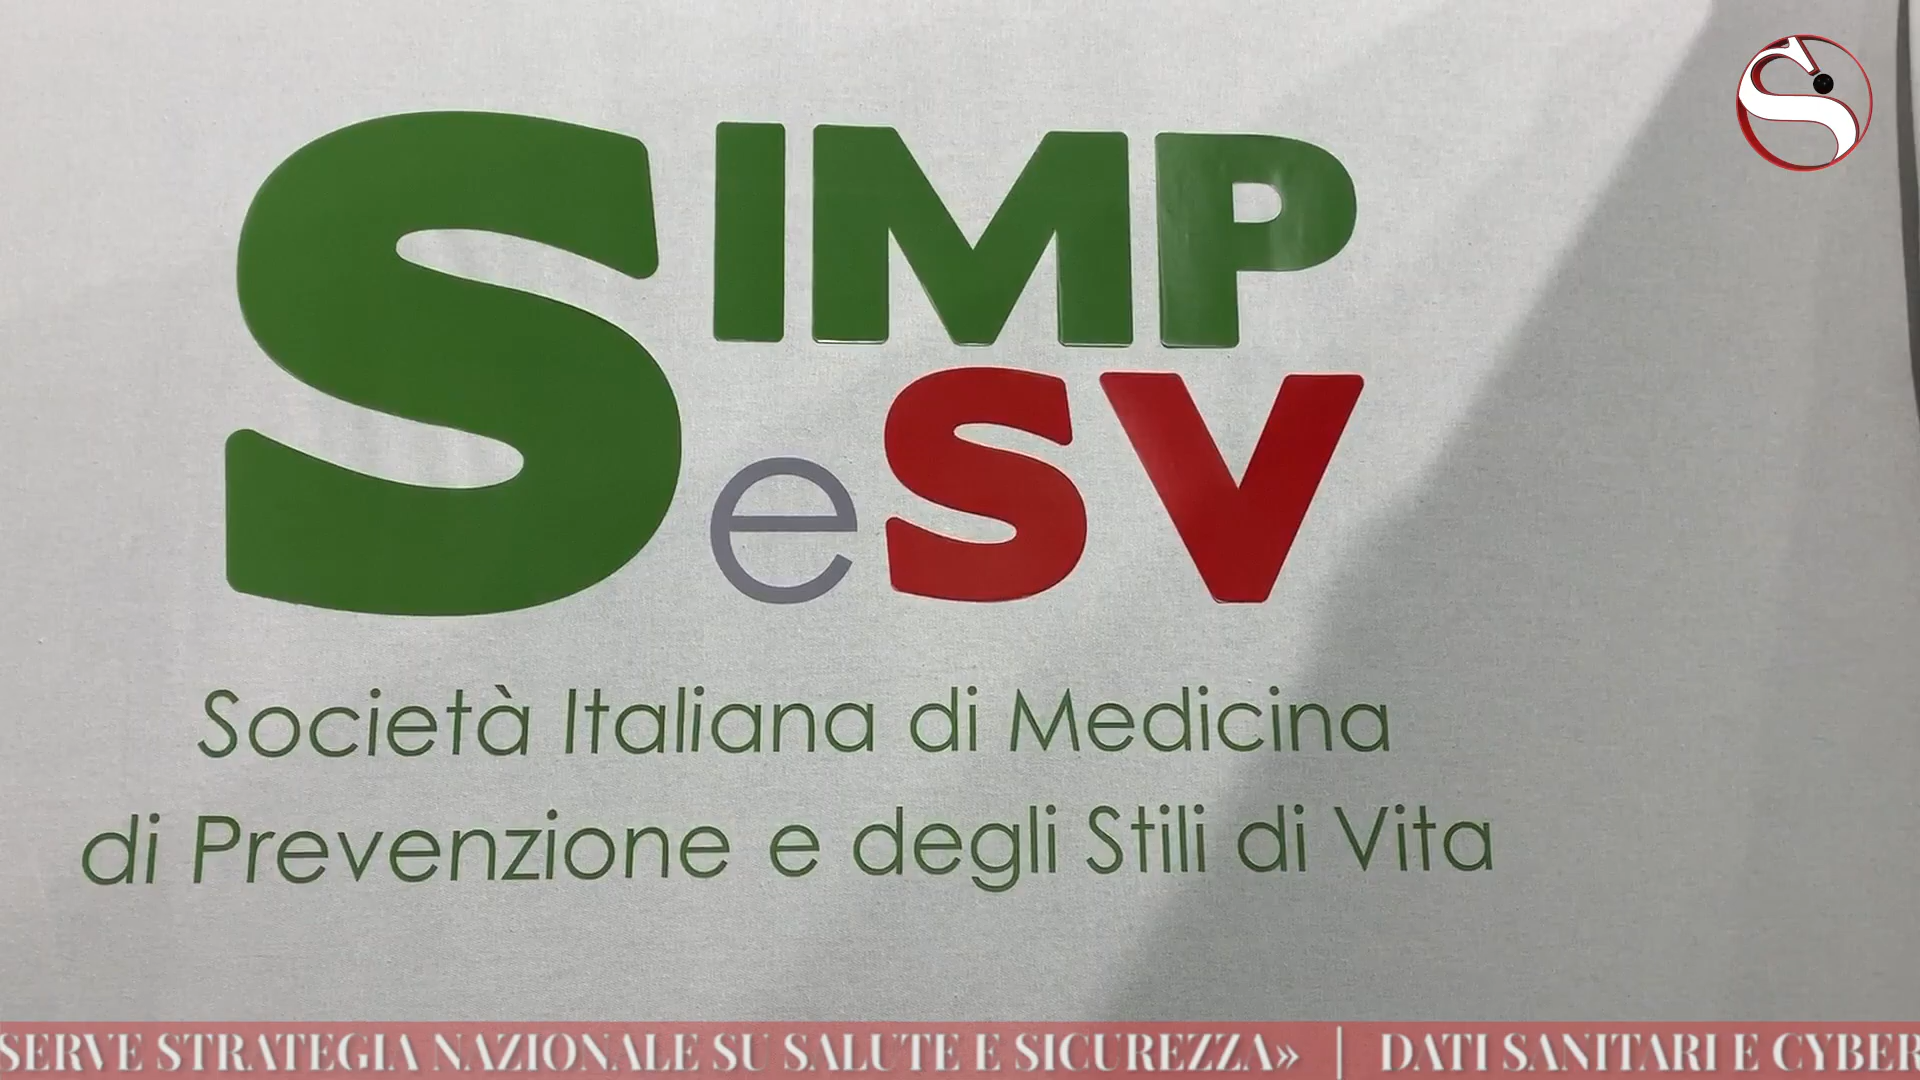 SIMP
eSV
Società Italiana di Medicina
di Prevenzione e degli Stili di Vita
SERVE STRATEGIA NAZIONALE SU SALUTE E SICUREZZA» | DATI SANITARI E CYBER